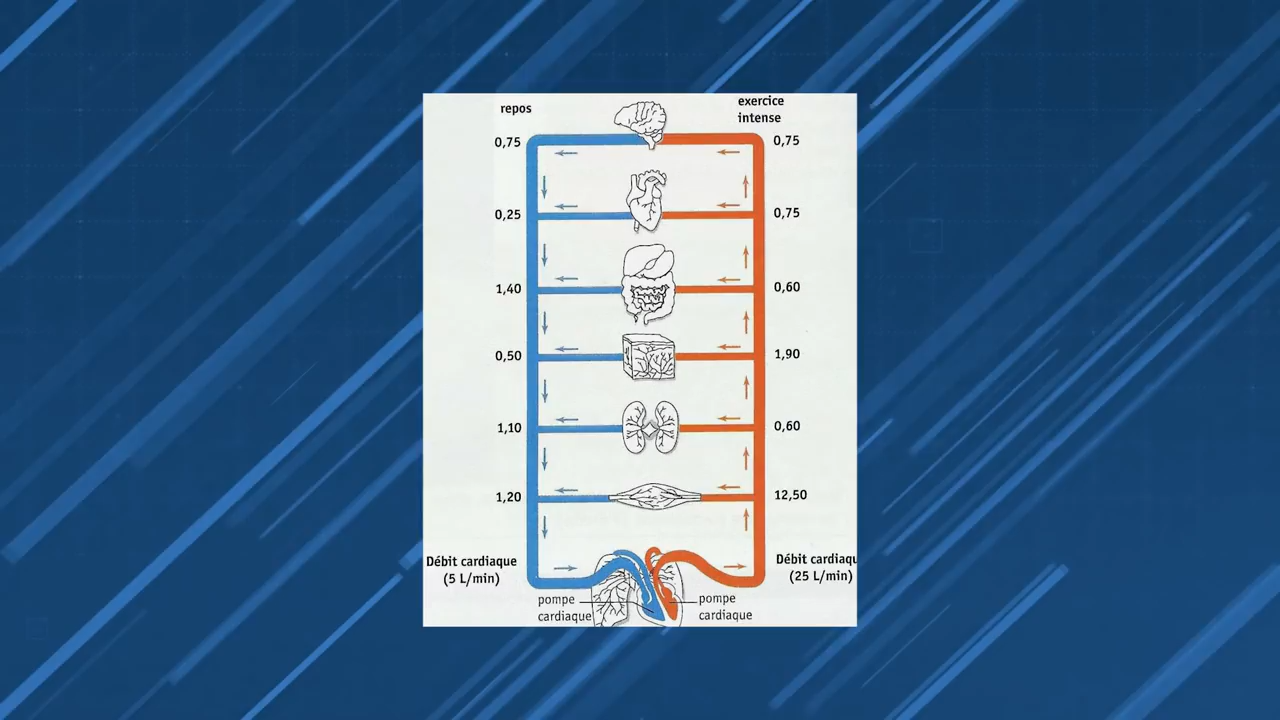 repos
exercice
intense
0,75
0,75
0,25
0,75
1,40
0,60
0,50
1,90
1,10
0,60
1,20
12,50
Débit cardiaque
(5 L/min)
Débit cardiaqu
(25 L/min)
pompe
cardiaque
pompe
cardiaque